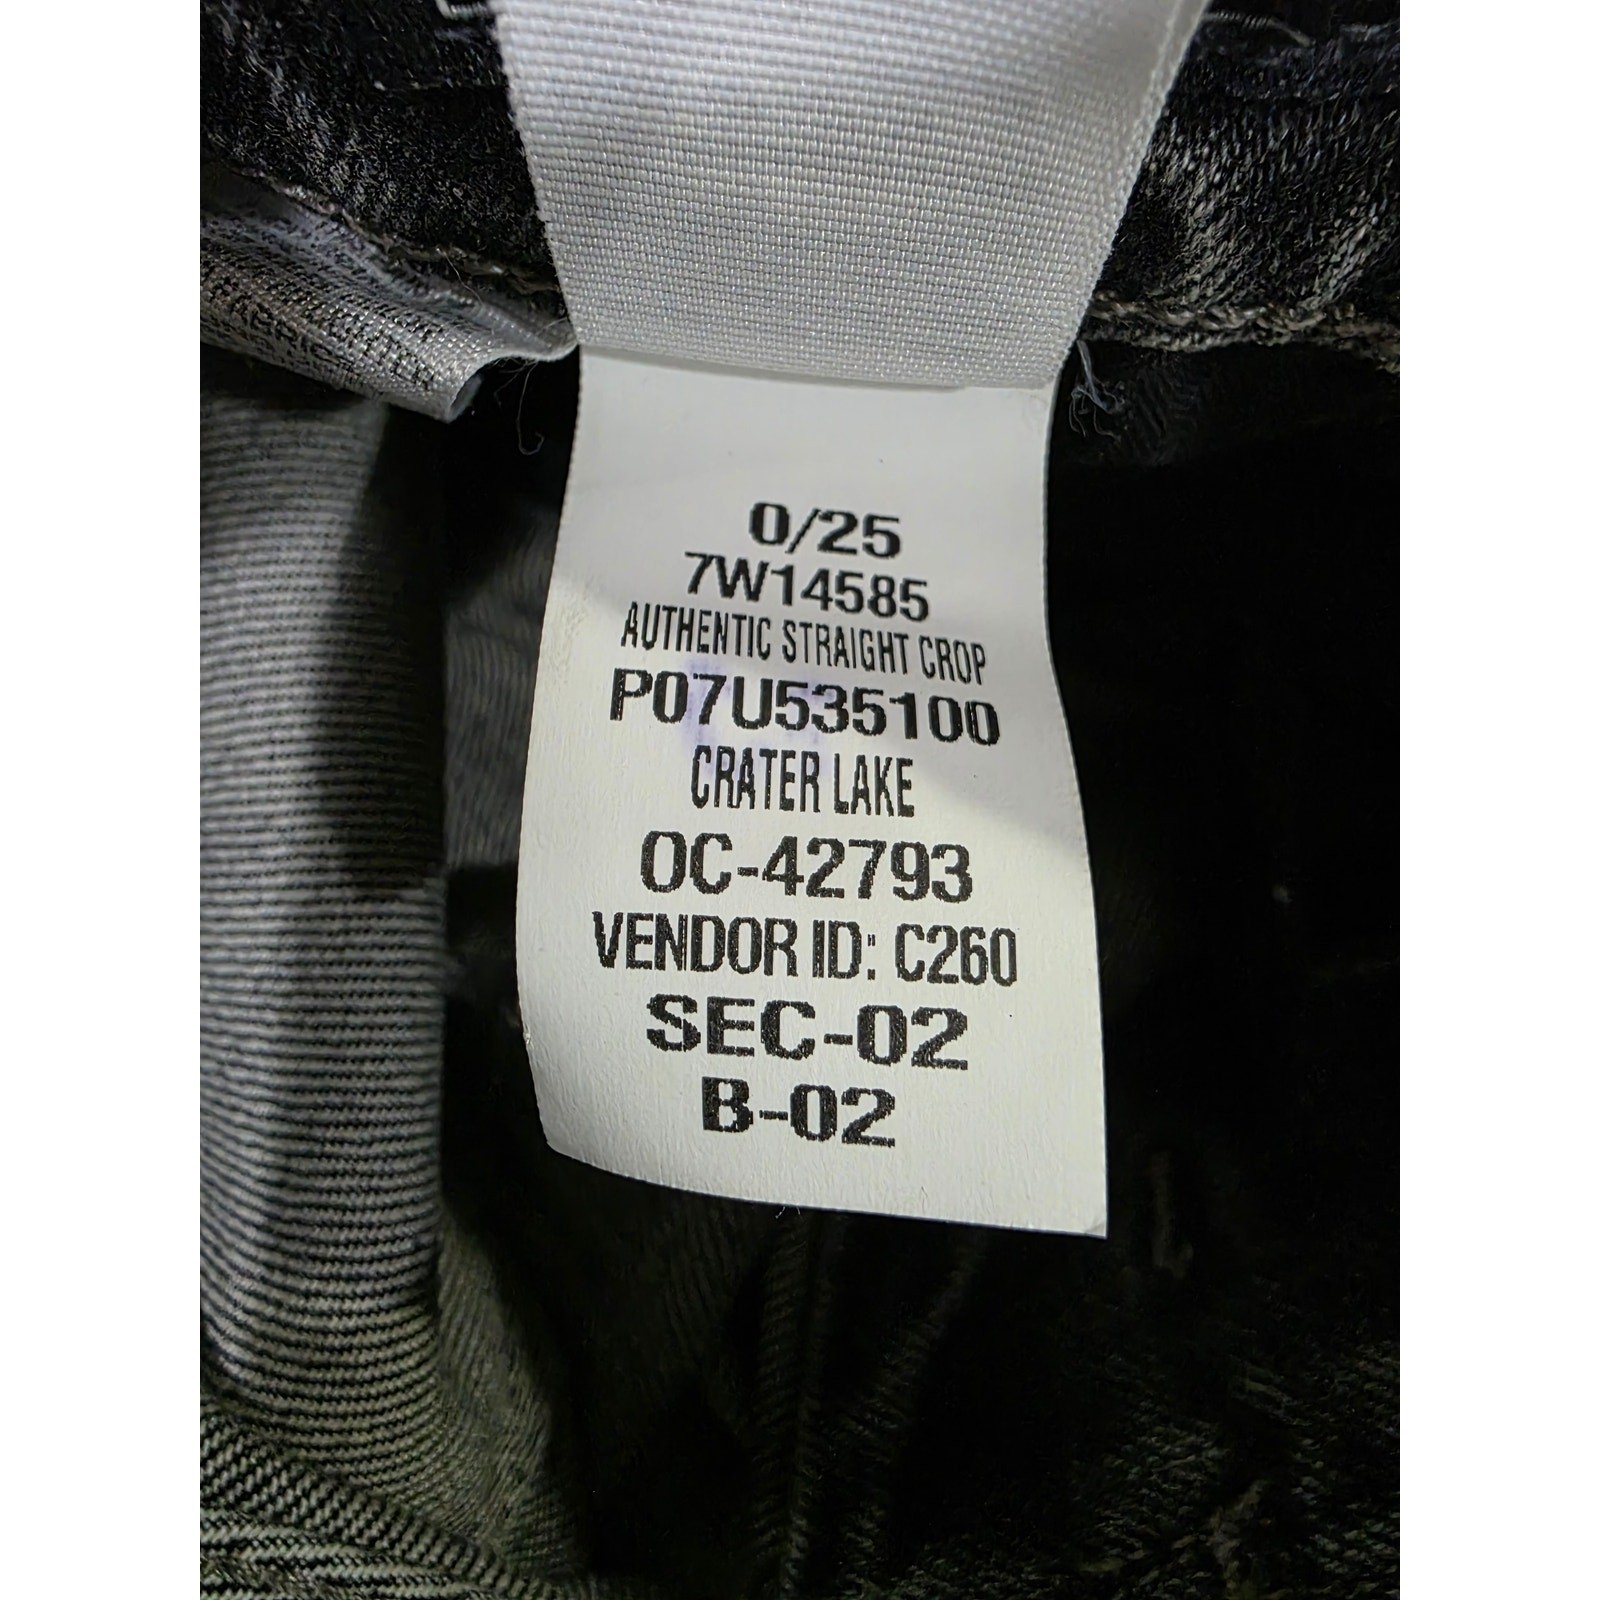 0/25
7W14585
AUTHENTIC STRAIGHT CROP
P07U535100
CRATER LAKE
OC-42793
VENDOR ID: C260
SEC-02
B-02